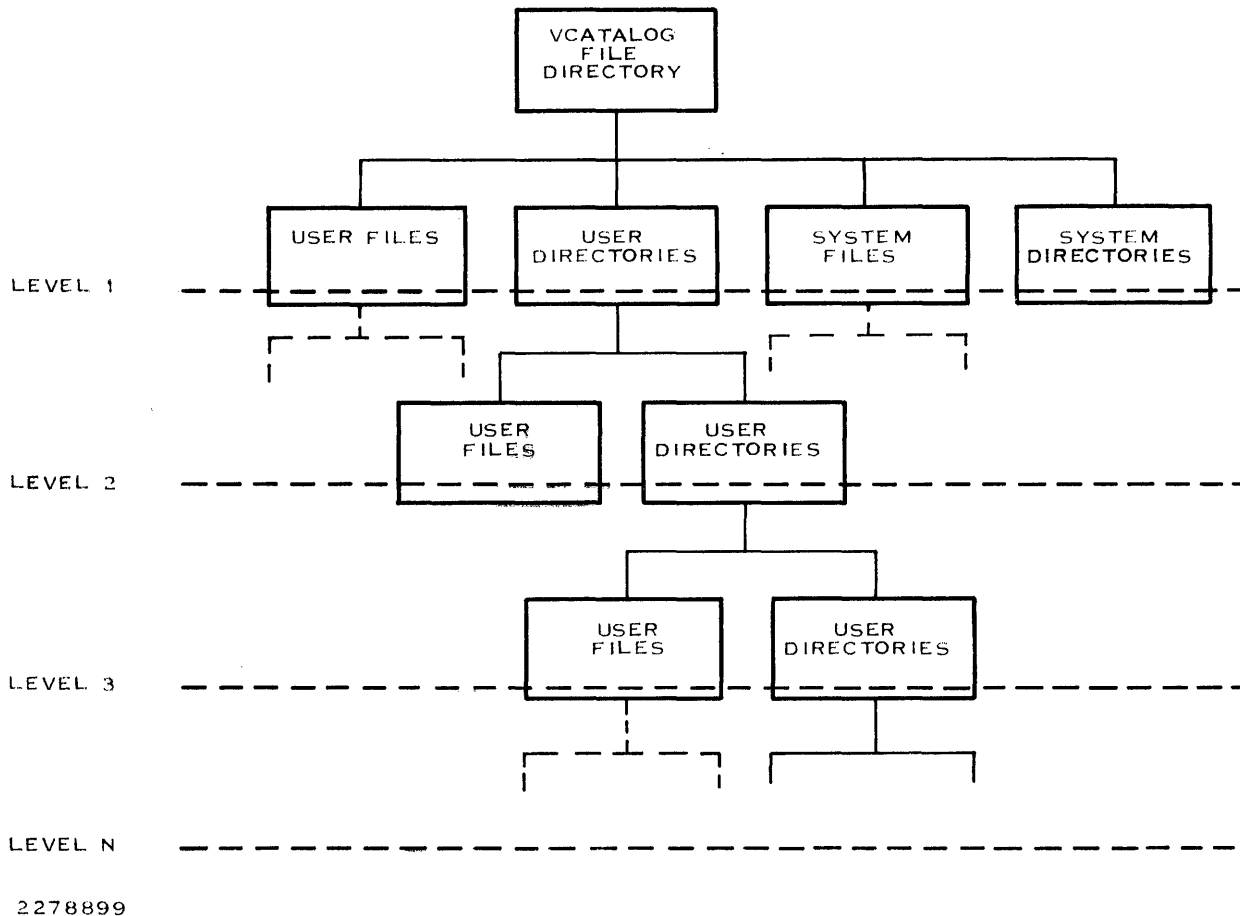 VCATALOG
FILE
DIRECTORY
USER FILES
USER
DIRECTORIES
SYSTEM
FILES
SYSTEM
DIRECTORIES
LEVEL 1
USER
FILES
USER
DIRECTORIES
LEVEL 2
USER
FILES
USER
DIRECTORIES
LEVEL 3
LEVEL N
2278899